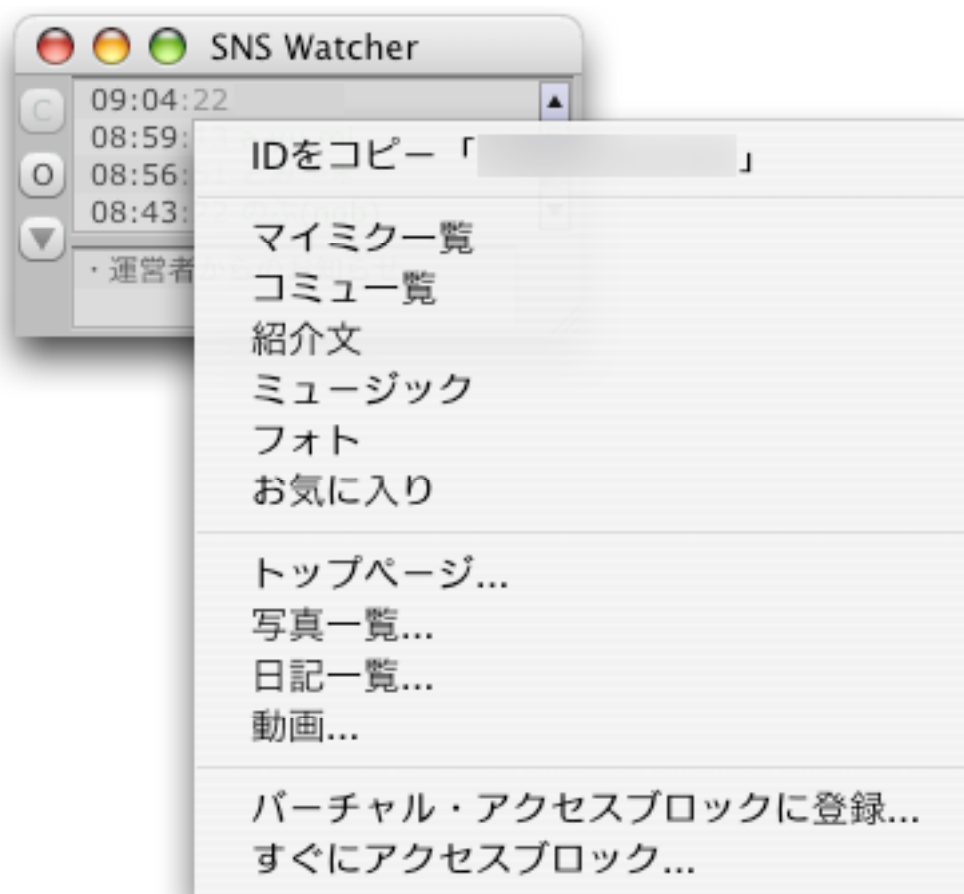 SNS Watcher
C
O
09:04:22
08:59:
08:56:
08:43:
・運営者
IDをコピー「 」
マイミク一覧
コミュ一覧
紹介文
ミュージック
フォト
お気に入り
トップページ...
写真一覧...
日記一覧...
動画...
バーチャル・アクセスブロックに登録...
すぐにアクセスブロック...